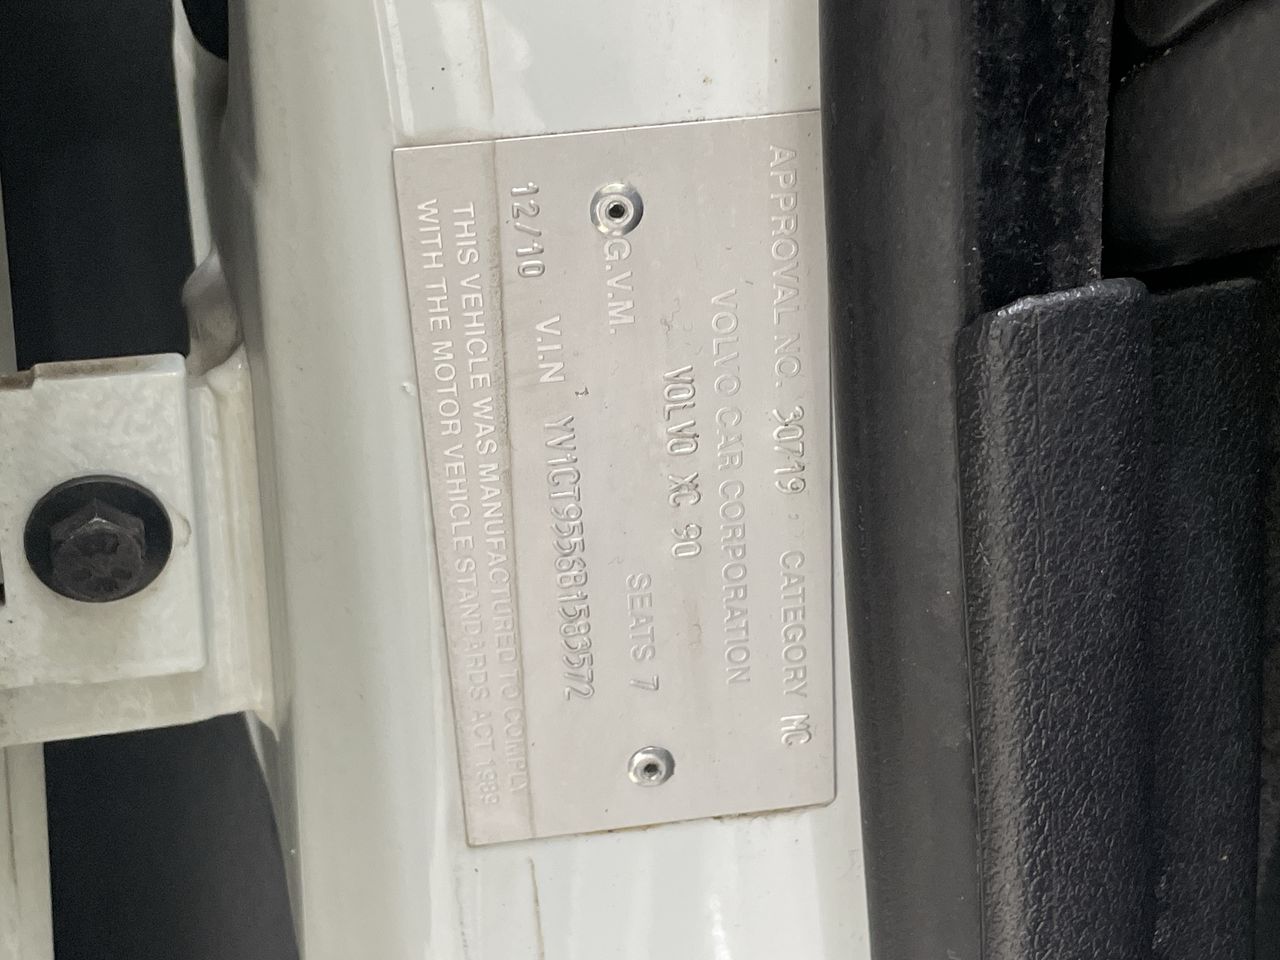 APPROVAL NO. 30719 CATEGORY MC
VOLVO CAR CORPORATION
VOLVO XC 90
G.V.M. SEATS 7
12/10 V.I.N YV1CT9556B1583572
THIS VEHICLE WAS MANUFACTURED TO COMPLY
WITH THE MOTOR VEHICLE STANDARDS ACT 1989